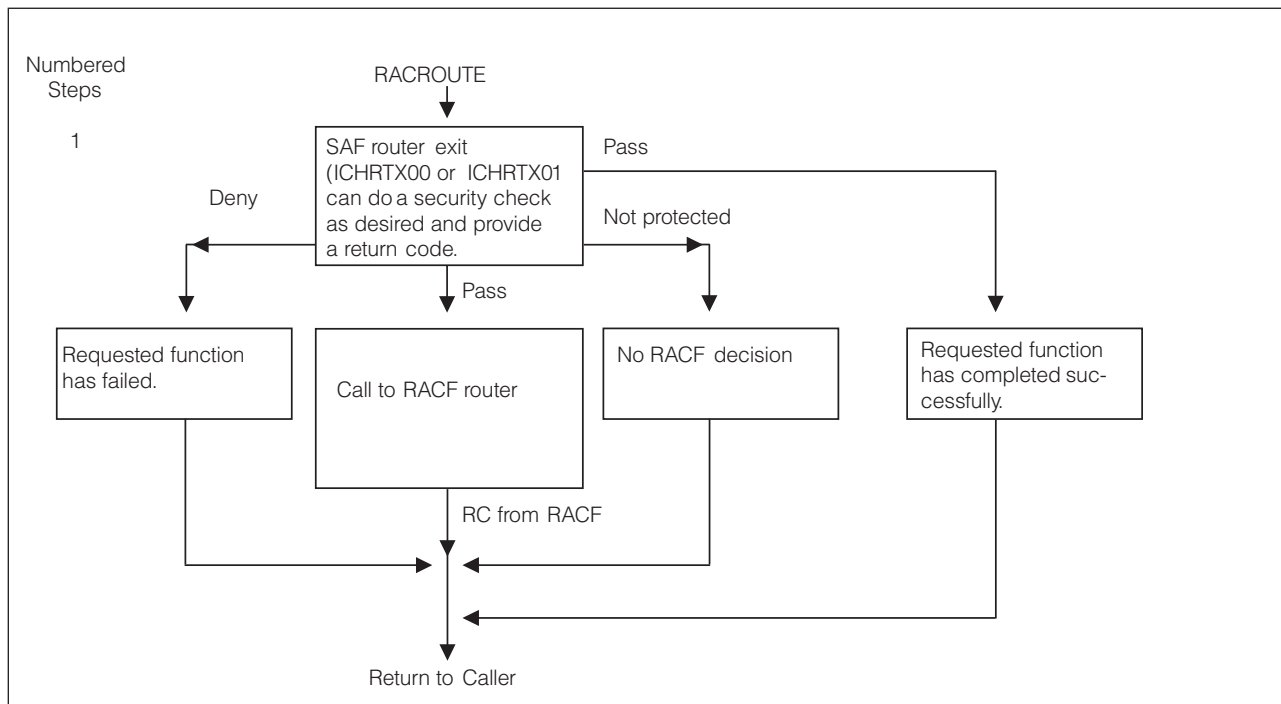 Numbered
Steps
1
RACROUTE
SAF router exit
(ICHRTX00 or ICHRTX01
can do a security check
as desired and provide
a return code.
Pass
Deny
Not protected
Pass
Requested function
has failed.
Call to RACF router
No RACF decision
Requested function
has completed suc-
cessfully.
RC from RACF
Return to Caller